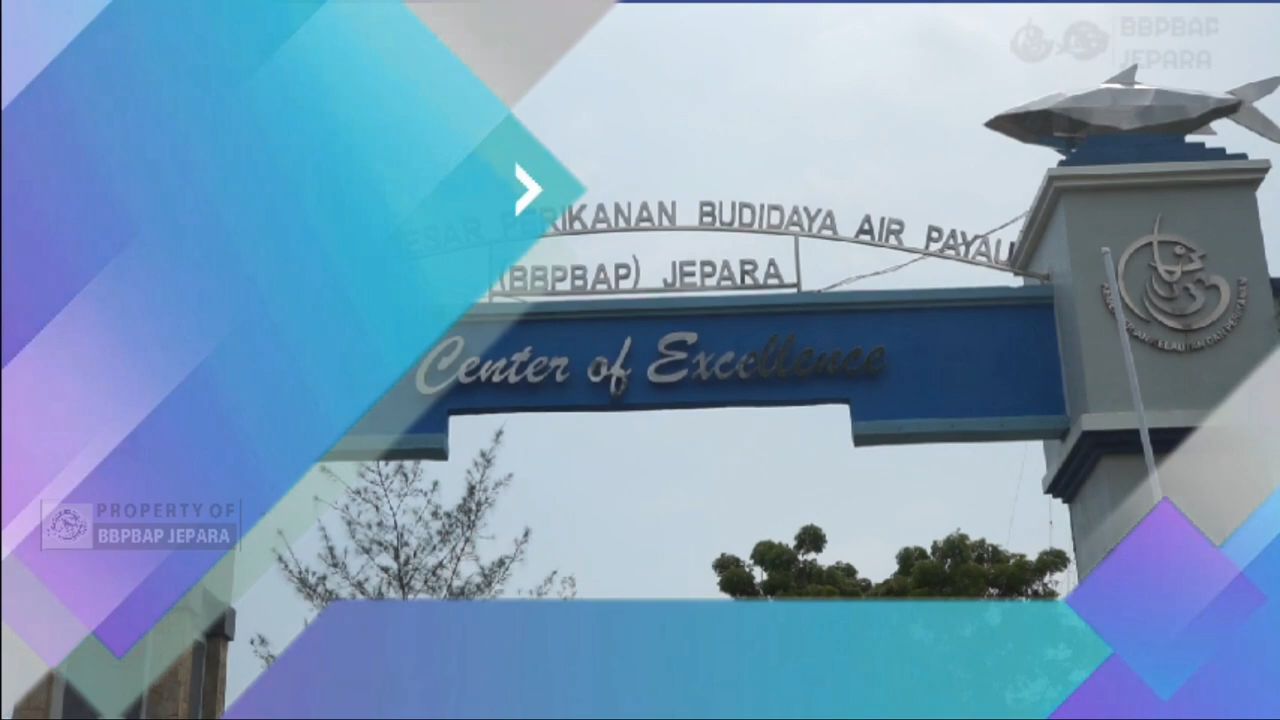 BBPBAP
JEPARA
ESAR PERIKANAN BUDIDAYA AIR PAYAU
(BBPBAP) JEPARA
Center of Excellence
PROPERTY OF
BBPBAP JEPARA